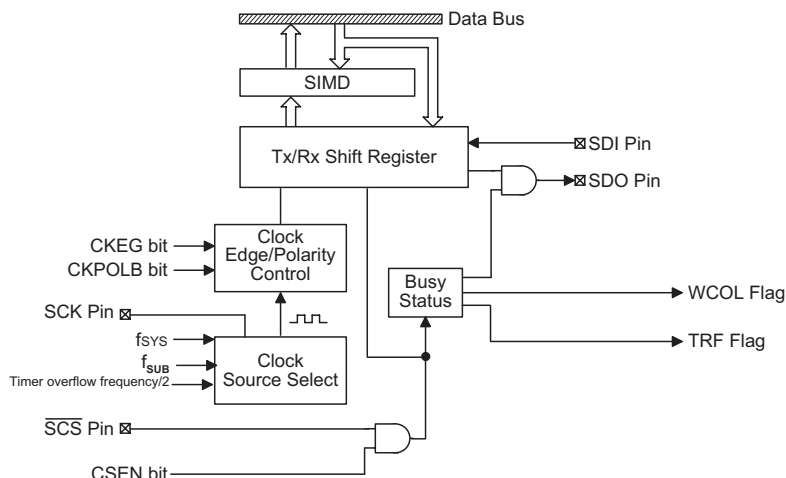 Data Bus
SIMD
Tx/Rx Shift Register
SDI Pin
SDO Pin
CKEG bit
CKPOLB bit
Clock
Edge/Polarity
Control
Busy
Status
WCOL Flag
TRF Flag
SCK Pin
fSYS
fSUB
Timer overflow frequency/2
Clock
Source Select
SCS Pin
CSEN bit